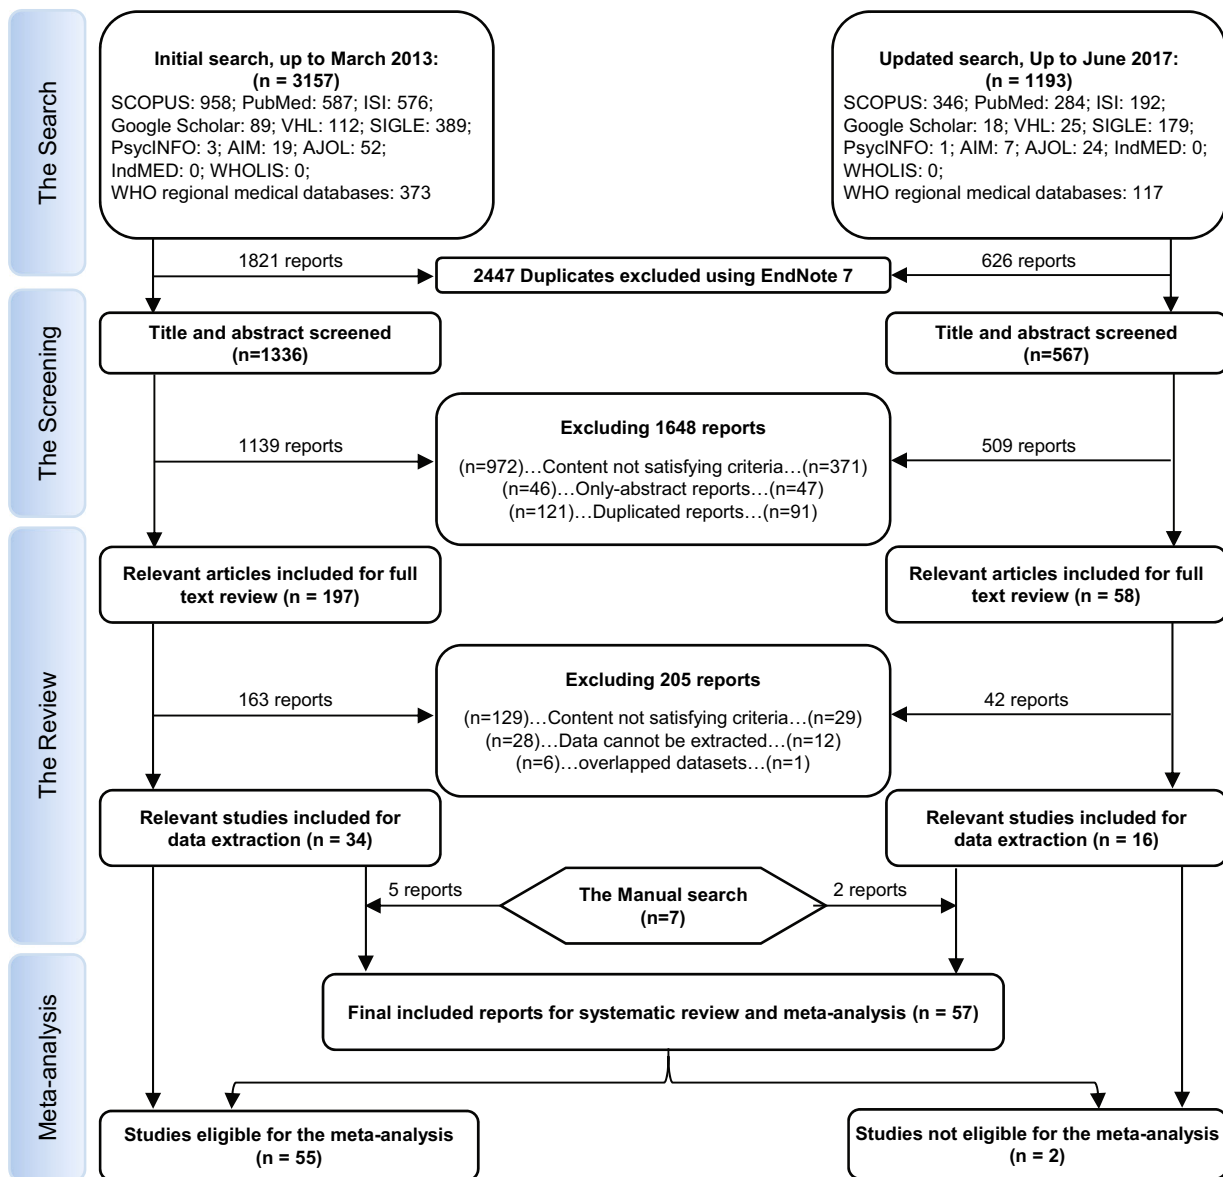 The Search
Initial search, up to March 2013:
(n = 3157)
SCOPUS: 958; PubMed: 587; ISI: 576;
Google Scholar: 89; VHL: 112; SIGLE: 389;
PsycINFO: 3; AIM: 19; AJOL: 52;
IndMED: 0; WHOLIS: 0;
WHO regional medical databases: 373
Updated search, Up to June 2017:
(n = 1193)
SCOPUS: 346; PubMed: 284; ISI: 192;
Google Scholar: 18; VHL: 25; SIGLE: 179;
PsycINFO: 1; AIM: 7; AJOL: 24; IndMED: 0;
WHOLIS: 0;
WHO regional medical databases: 117
1821 reports
2447 Duplicates excluded using EndNote 7
626 reports
The Screening
Title and abstract screened
(n=1336)
Title and abstract screened
(n=567)
1139 reports
Excluding 1648 reports
(n=972)…Content not satisfying criteria…(n=371)
(n=46)…Only-abstract reports…(n=47)
(n=121)…Duplicated reports…(n=91)
509 reports
The Review
Relevant articles included for full
text review (n = 197)
Relevant articles included for full
text review (n = 58)
163 reports
Excluding 205 reports
(n=129)…Content not satisfying criteria…(n=29)
(n=28)…Data cannot be extracted…(n=12)
(n=6)…overlapped datasets…(n=1)
42 reports
Relevant studies included for
data extraction (n = 34)
Relevant studies included for
data extraction (n = 16)
5 reports
The Manual search
(n=7)
2 reports
Meta-analysis
Final included reports for systematic review and meta-analysis (n = 57)
Studies eligible for the meta-analysis
(n = 55)
Studies not eligible for the meta-analysis
(n = 2)